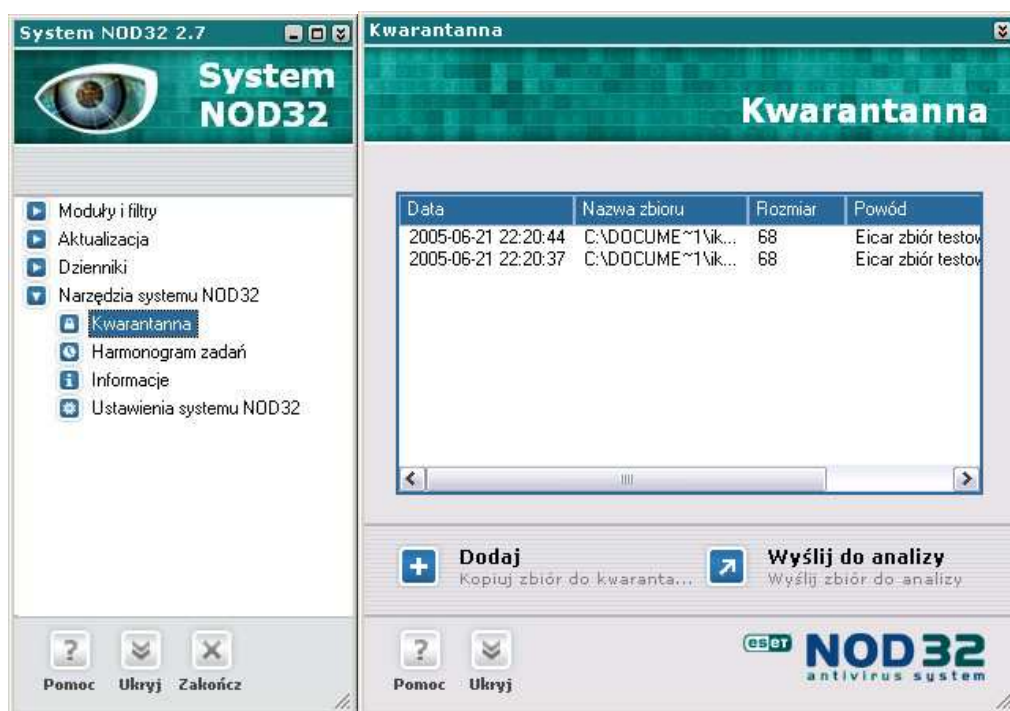 System NOD32 2.7
System
NOD32
Moduły i filtry
Aktualizacja
Dzienniki
Narzędzia systemu NOD32
Kwarantanna
Harmonogram zadań
Informacje
Ustawienia systemu NOD32
Pomoc Ukryj Zakończ
Kwarantanna
Kwarantanna
Data Nazwa zbioru Rozmiar Powód
2005-06-21 22:20:44 C:\DOCUME~1\ik... 68 Eicar zbiór testow
2005-06-21 22:20:37 C:\DOCUME~1\ik... 68 Eicar zbiór testow
Dodaj
Kopiuj zbiór do kwaranta...
Wyślij do analizy
Wyślij zbiór do analizy
Pomoc Ukryj
eset NOD32
antivirus system